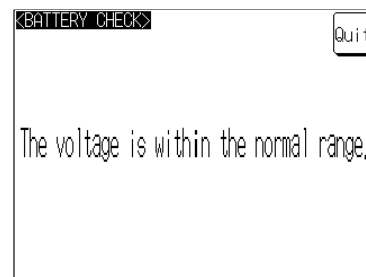 <BATTERY CHECK>
Quit
The voltage is within the normal range.